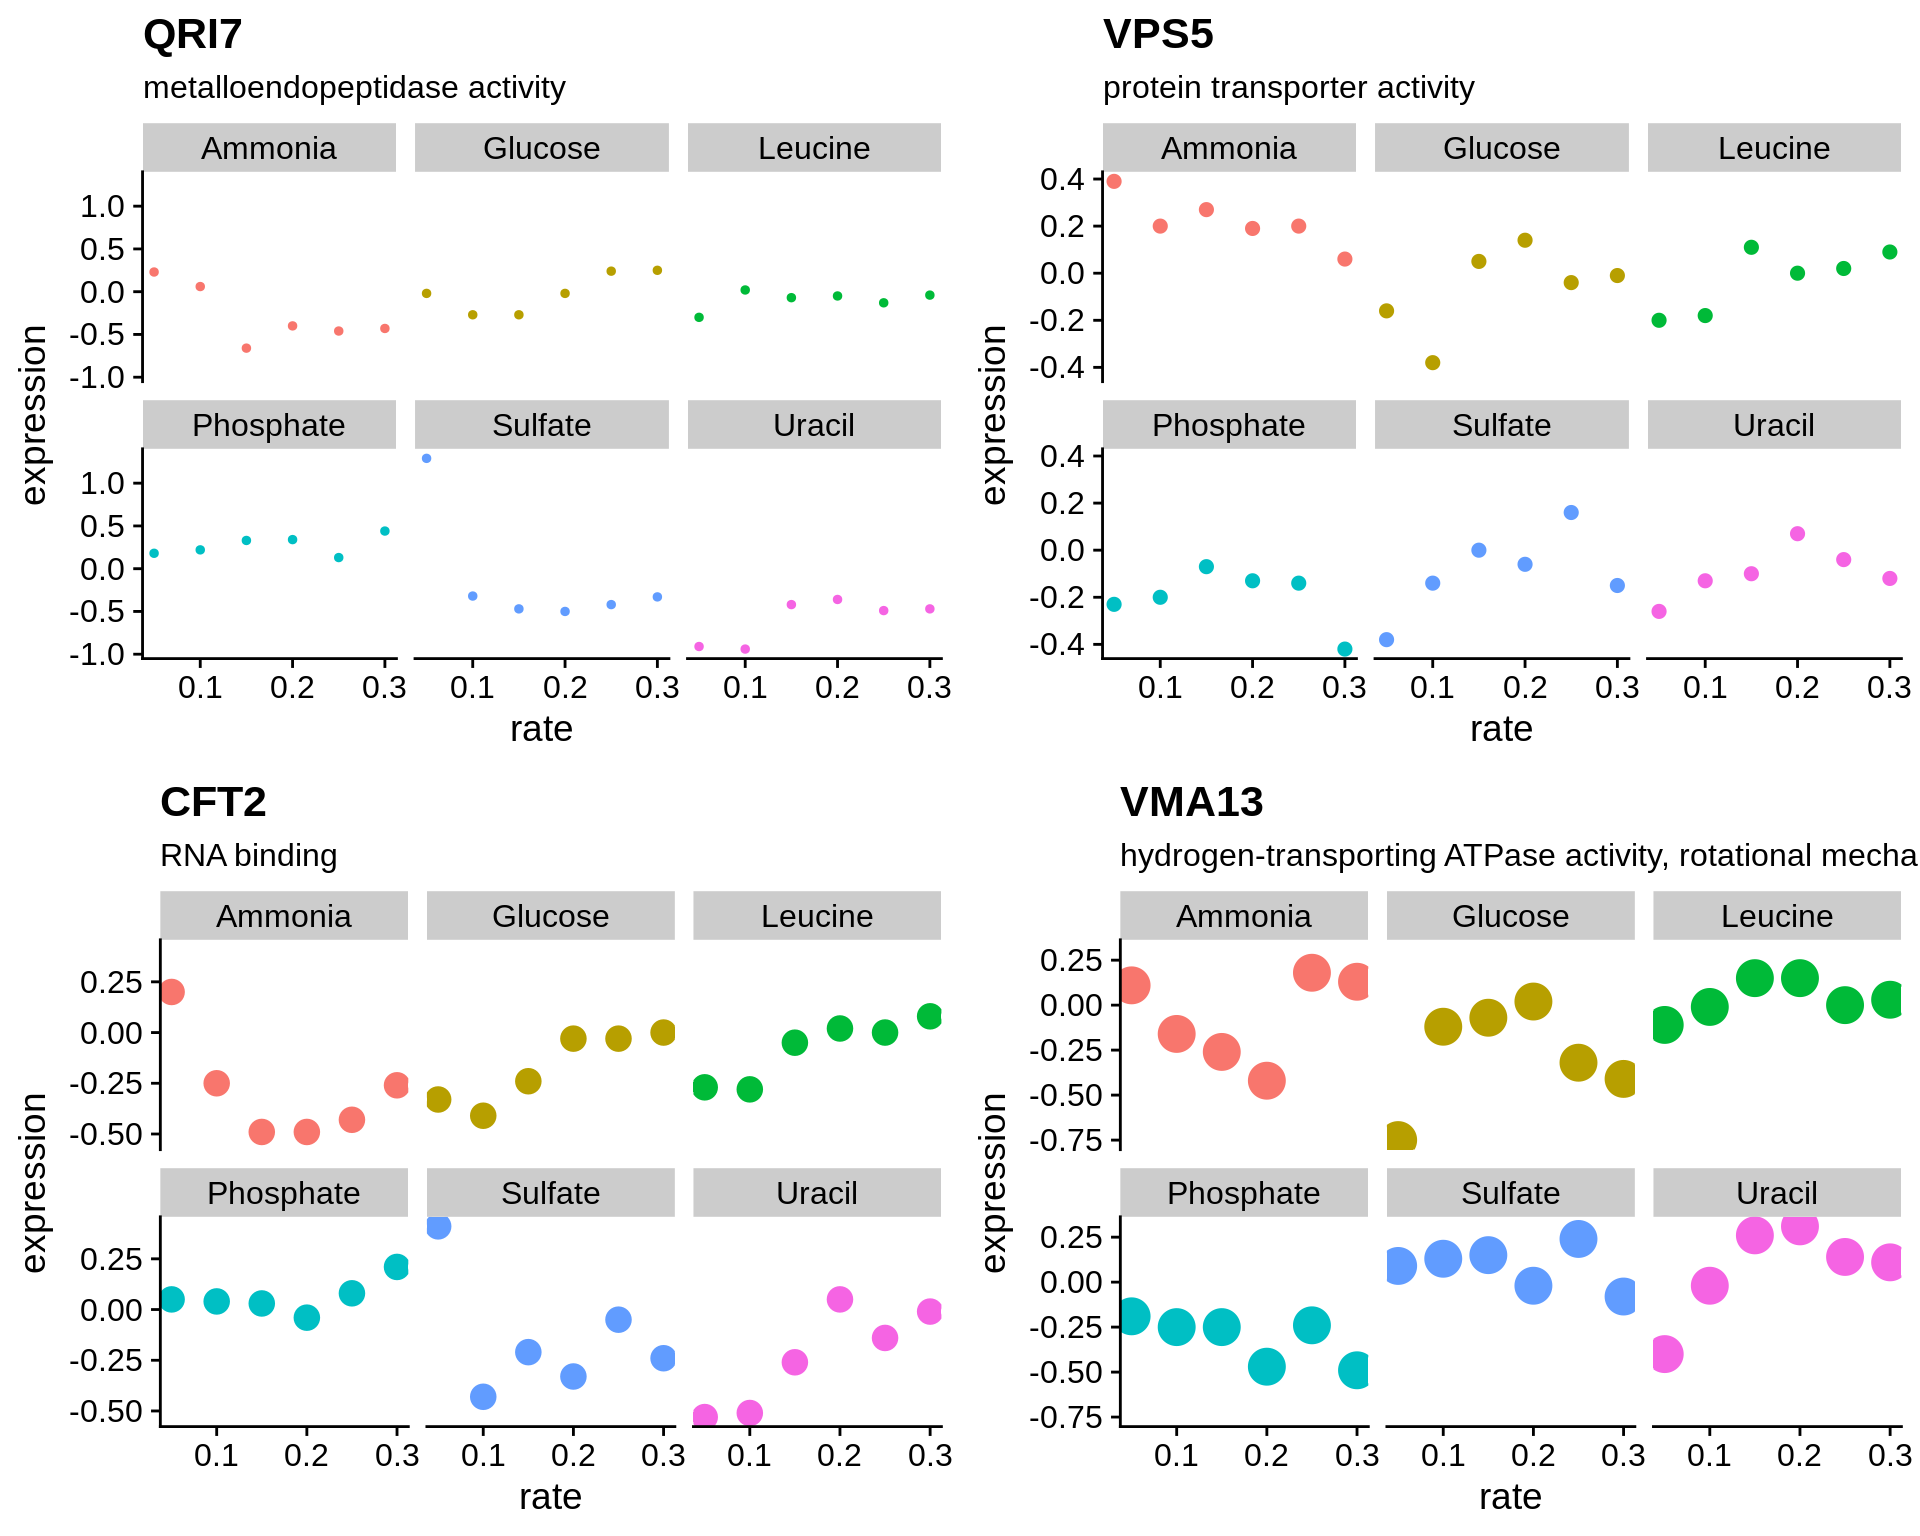 QRI7
metalloendopeptidase activity
Ammonia Glucose Leucine
1.0
0.5
0.0
-0.5
-1.0
Phosphate Sulfate Uracil
1.0
0.5
0.0
-0.5
-1.0
0.1 0.2 0.3 0.1 0.2 0.3 0.1 0.2 0.3
expression
rate
VPS5
protein transporter activity
Ammonia Glucose Leucine
0.4
0.2
0.0
-0.2
-0.4
Phosphate Sulfate Uracil
0.4
0.2
0.0
-0.2
-0.4
0.1 0.2 0.3 0.1 0.2 0.3 0.1 0.2 0.3
expression
rate
CFT2
RNA binding
Ammonia Glucose Leucine
0.25
0.00
-0.25
-0.50
Phosphate Sulfate Uracil
0.25
0.00
-0.25
-0.50
0.1 0.2 0.3 0.1 0.2 0.3 0.1 0.2 0.3
expression
rate
VMA13
hydrogen-transporting ATPase activity, rotational mecha
Ammonia Glucose Leucine
0.25
0.00
-0.25
-0.50
-0.75
Phosphate Sulfate Uracil
0.25
0.00
-0.25
-0.50
-0.75
0.1 0.2 0.3 0.1 0.2 0.3 0.1 0.2 0.3
expression
rate